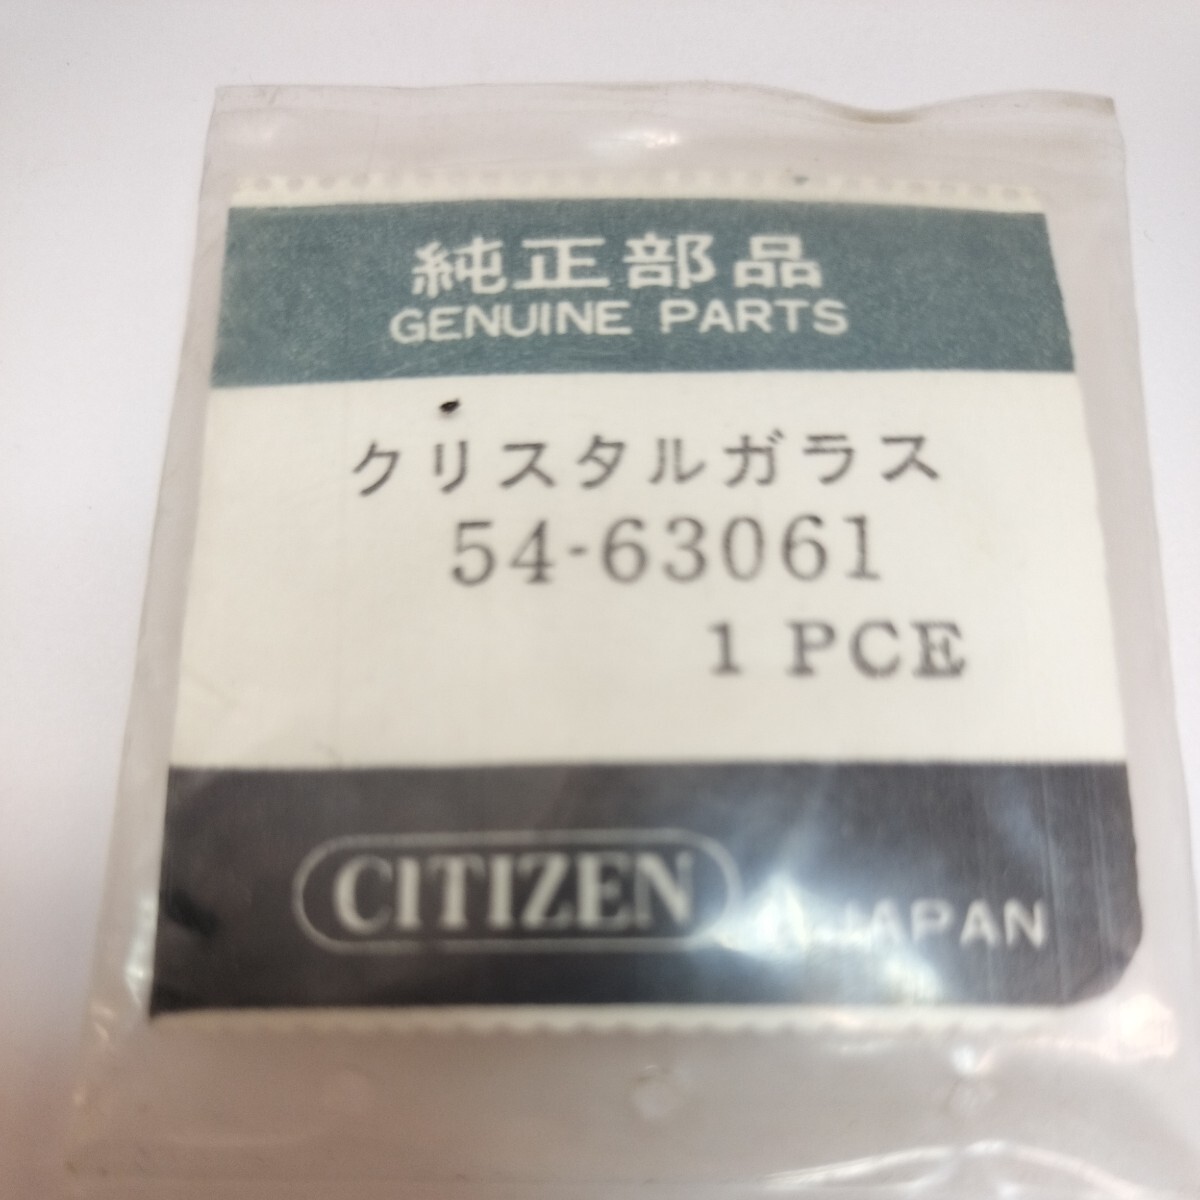 純正部品
GENUINE PARTS
クリスタルガラス
54-63061
1 PCE
CITIZEN JAPAN